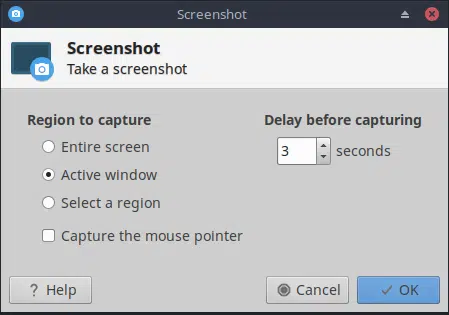 Screenshot
Screenshot
Take a screenshot
Region to capture
Entire screen
Active window
Select a region
Capture the mouse pointer
Delay before capturing
3 seconds
? Help
Cancel
OK